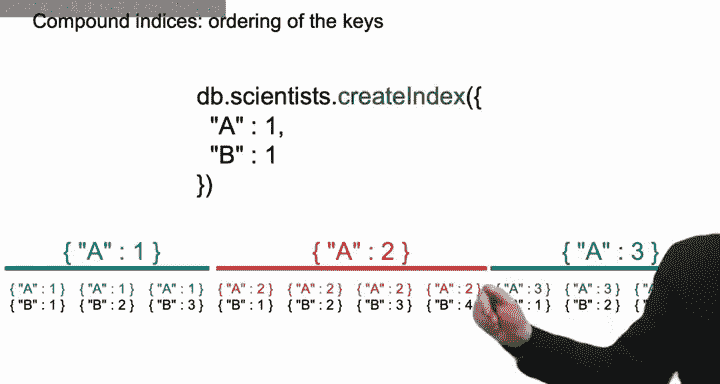 Compound indices: ordering of the keys
db.scientists.createIndex({
"A" : 1,
"B" : 1
})
{ "A" : 1 } { "A" : 2 } { "A" : 3 }
{ "A" : 1 } { "A" : 1 } { "A" : 1 } { "A" : 2 } { "A" : 2 } { "A" : 2 } { "A" : 2 } { "A" : 3 } { "A" : 3 }
{ "B" : 1 } { "B" : 2 } { "B" : 3 } { "B" : 1 } { "B" : 2 } { "B" : 3 } { "B" : 4 : 1 } { "B" : 2 }